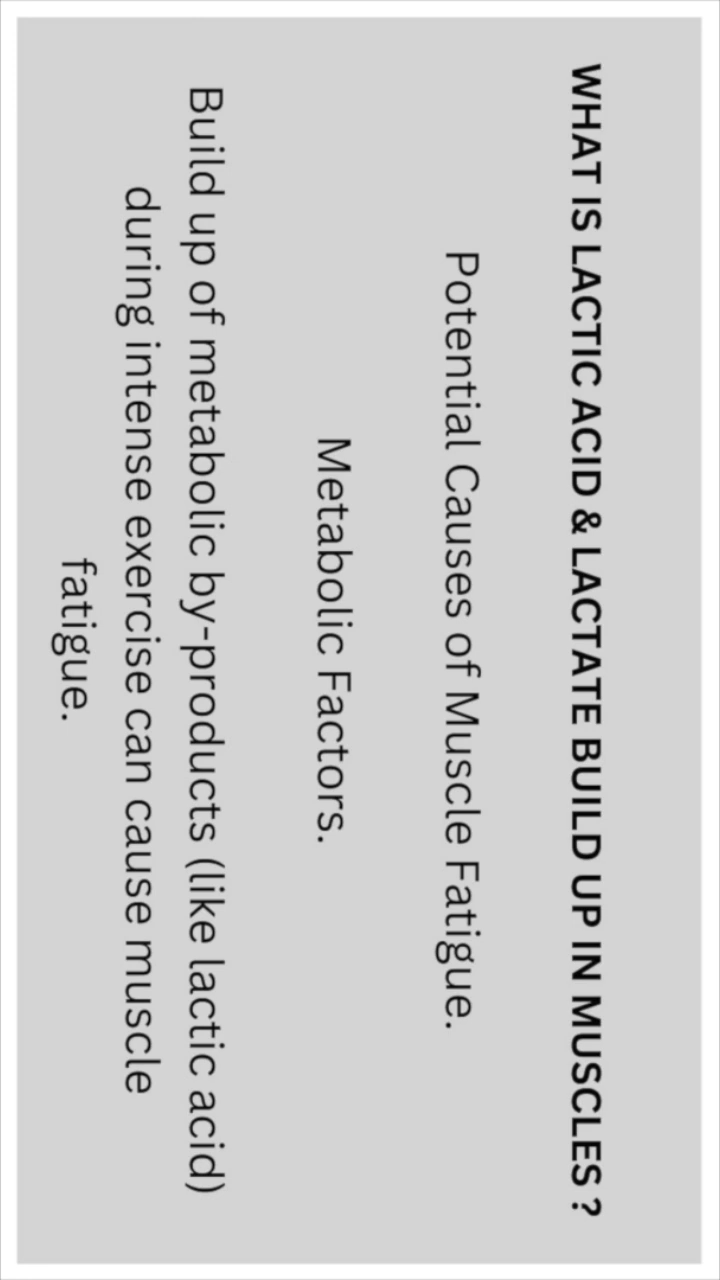 WHAT IS LACTIC ACID & LACTATE BUILD UP IN MUSCLES ?
Potential Causes of Muscle Fatigue.
Metabolic Factors.
Build up of metabolic by-products (like lactic acid)
during intense exercise can cause muscle
fatigue.